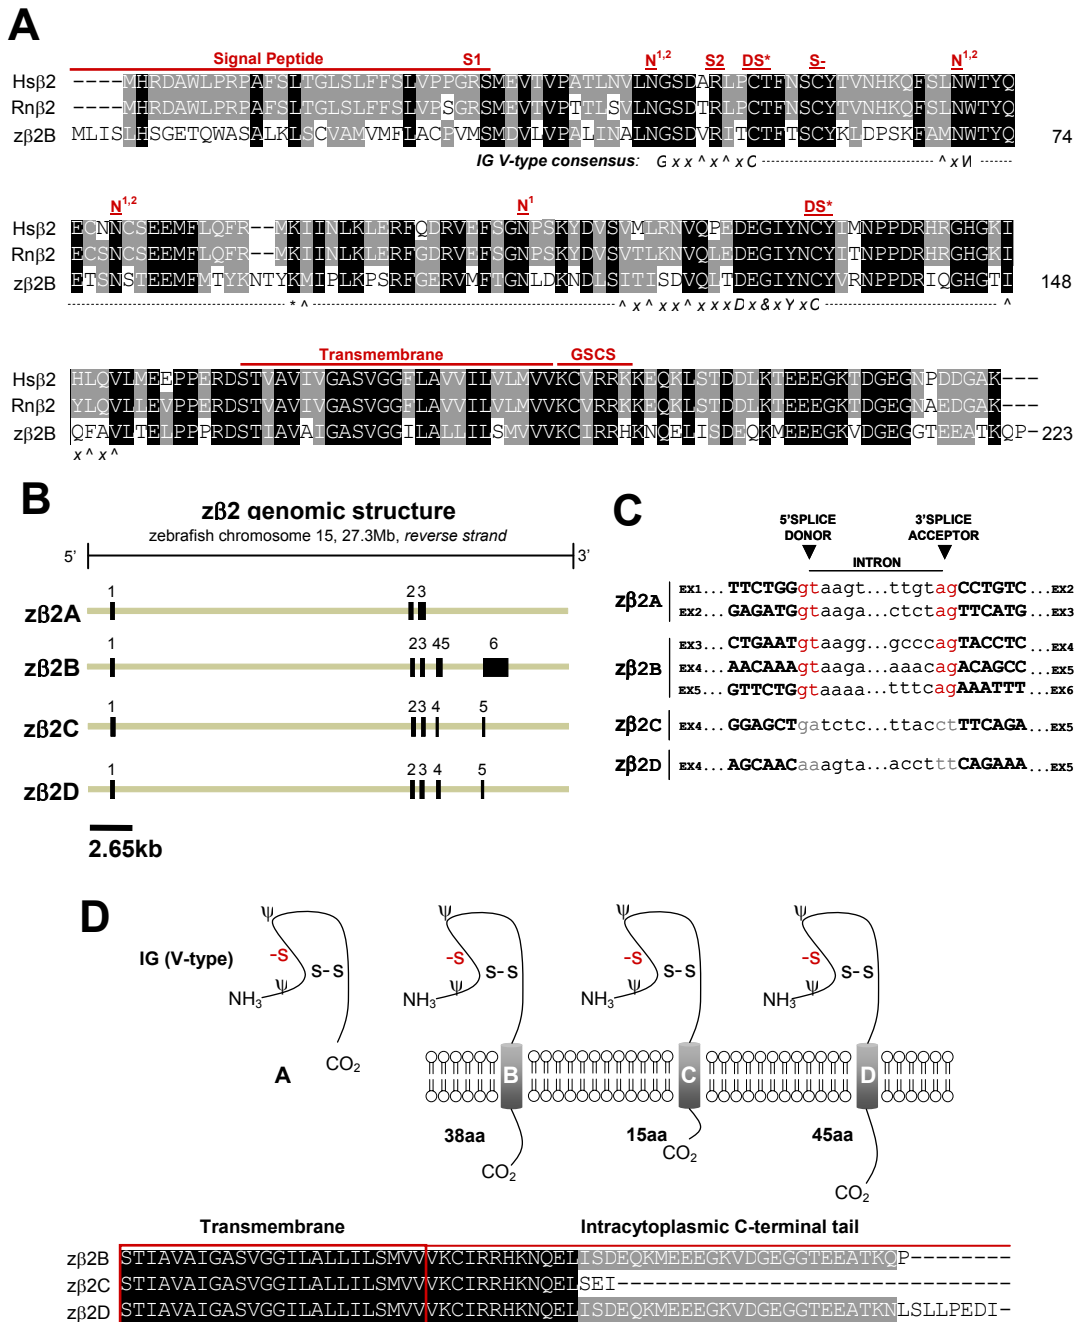 A
Signal Peptide S1 N1,2 S2 DS* S- N1,2
Hsβ2 ----MHRDAWLPRPAFSLTGLSLFFSLVPPGRSMEVTVPATLNVLNGSDARLPCTFNSCYTVNHKQFSLNWTYQ
Rnβ2 ----MHRDAWLPRPAFSLTGLSLFFSLVPSGRSMEVTVPTTLSVLNGSDTRLPCTFNSCYTVNHKQFSLNWTYQ
zβ2B MLISLHSGETQWASALKLSCVAMVMFLACPVMSMDVLVPALINALNGSDVRITCTFTSCYKLDPSKFAMNWTYQ 74
IG V-type consensus: G x x ^ x ^ x C ^ x W
N1,2 N1 DS*
Hsβ2 ECNNCSEEMFLQFR--MKIINLKLERFQDRVEFSGNPSKYDVSVMLRNVQPEDEGIYNCYIMNPPDRHRGHGKI
Rnβ2 ECSNCSEEMFLQFR--MKIINLKLERFGDRVEFSGNPSKYDVSVTLKNVQLEDEGIYNCYITNPPDRHRGHGKI
zβ2B ETSNSTEEMFMTYKNTYKMIPLKPSRFGERVMFTGNLDKNDLSITISDVQLTDEGIYNCYVRNPPDRIQGHGTI 148
* ^ ^ x ^ x x ^ x x x D x & x Y x C ^
Transmembrane GSCS
Hsβ2 HLQVLMEEPPERDSTVAVIVGASVGGFLAVVILVLMVVKCVRRKKEQKLSTDDLKTEEEGKTDGEGNPDDGAK---
Rnβ2 YLQVLLEVPPERDSTVAVIVGASVGGFLAVVILVLMVVKCVRRKKEQKLSTDDLKTEEEGKTDGEGNAEDGAK---
zβ2B QFAVLTELPPPRDSTIAVAIGASVGGILALLILSMVVVKCIRRHKNQELISDEQKMEEEGKVDGEGGTEEATKQP- 223
x ^ x ^
B
zβ2 genomic structure
zebrafish chromosome 15, 27.3Mb, reverse strand
5' 3'
1 2 3
zβ2A
1 2 3 4 5 6
zβ2B
1 2 3 4 5
zβ2C
1 2 3 4 5
zβ2D
2.65kb
C
5'SPLICE DONOR
3'SPLICE ACCEPTOR
INTRON
zβ2A
EX1... TTCTGGgtaagt...ttgtagCCTGTC ...EX2
EX2... GAGATGgtaaga...ctctagTTCATG ...EX3
zβ2B
EX3... CTGAATgtaagg...gcccagTACCTC ...EX4
EX4... AACAAAgtaaga...aaacagACAGCC ...EX5
EX5... GTTCTGgtaaaa...tttcagAAATTT ...EX6
zβ2C EX4... GGAGCTgatctc...ttaccctTTCAGA ...EX5
zβ2D EX4... AGCAACaaagta...acctttCAGAAA ...EX5
D
IG (V-type)
ψ -S S-S ψ NH3 CO2
A
ψ -S S-S ψ NH3
B
38aa
CO2
ψ -S S-S ψ NH3
C
15aa
CO2
ψ -S S-S ψ NH3
D
45aa
CO2
Transmembrane Intracytoplasmic C-terminal tail
zβ2B STIAVAIGASVGGILALLILSMVVVKCIRRHKNQELISDEQKMEEEGKVDGEGGTEEATKQP--------
zβ2C STIAVAIGASVGGILALLILSMVVVKCIRRHKNQELSEI-------------------------------
zβ2D STIAVAIGASVGGILALLILSMVVVKCIRRHKNQELISDEQKMEEEGKVDGEGGTEEATKNLSLLPEDI-